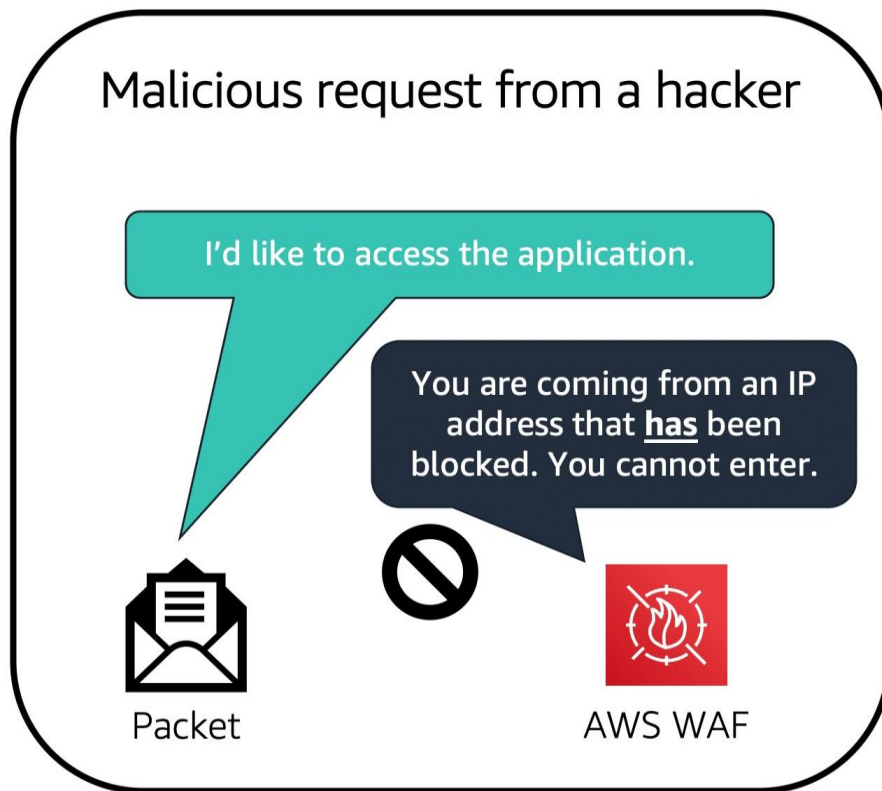 Malicious request from a hacker
I’d like to access the application.
You are coming from an IP
address that has been
blocked. You cannot enter.
Packet
AWS WAF